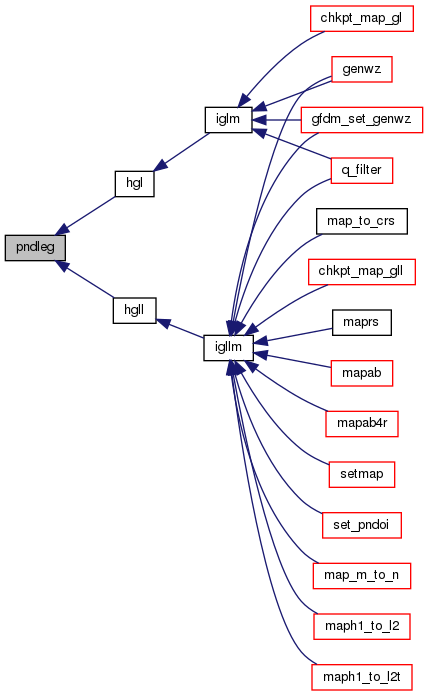 chkpt_map_gl
genwz
iglm
gfdm_set_genwz
q_filter
hgl
map_to_crs
pndleg
chkpt_map_gll
hgll
maprs
igllm
mapab
mapab4r
setmap
set_pndoi
map_m_to_n
maph1_to_l2
maph1_to_l2t